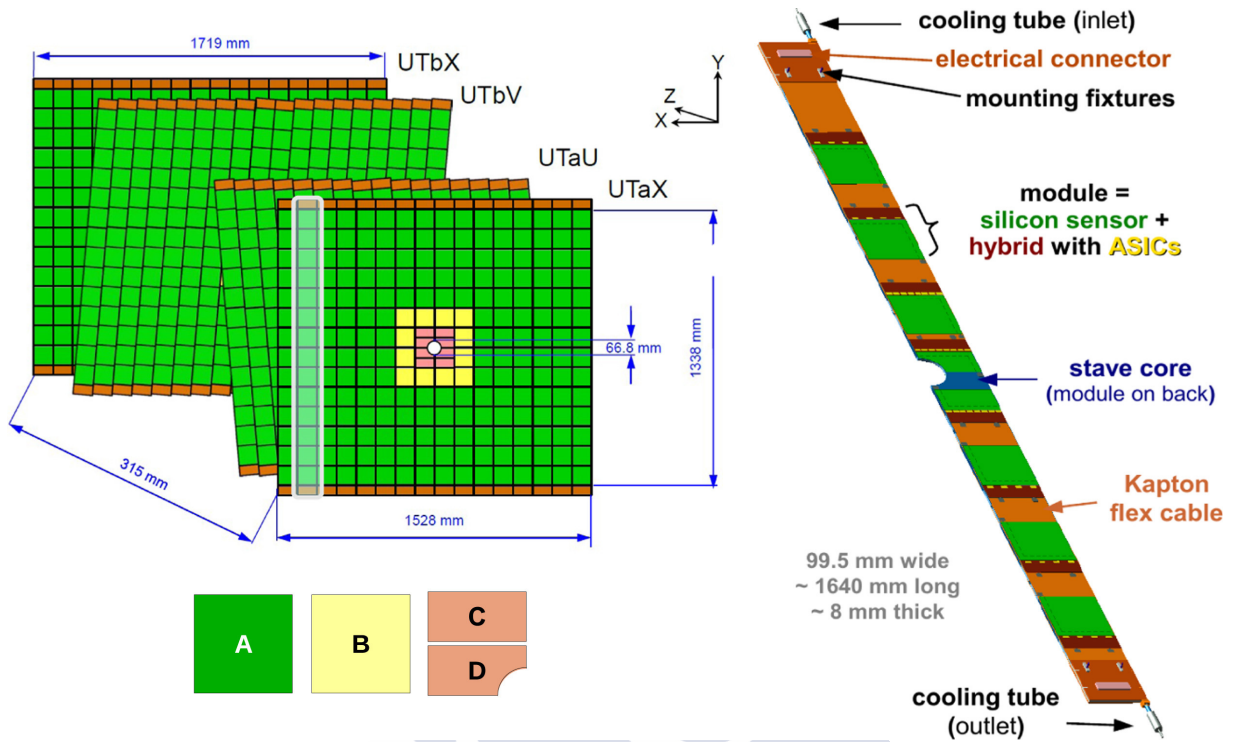 1719 mm
UTbX
UTbV
UTaU
UTaX
66.8 mm
1338 mm
315 mm
1528 mm
A
B
C
D
Y
Z
X
cooling tube (inlet)
electrical connector
mounting fixtures
module =
silicon sensor +
hybrid with ASICs
stave core
(module on back)
Kapton
flex cable
99.5 mm wide
~ 1640 mm long
~ 8 mm thick
cooling tube
(outlet)